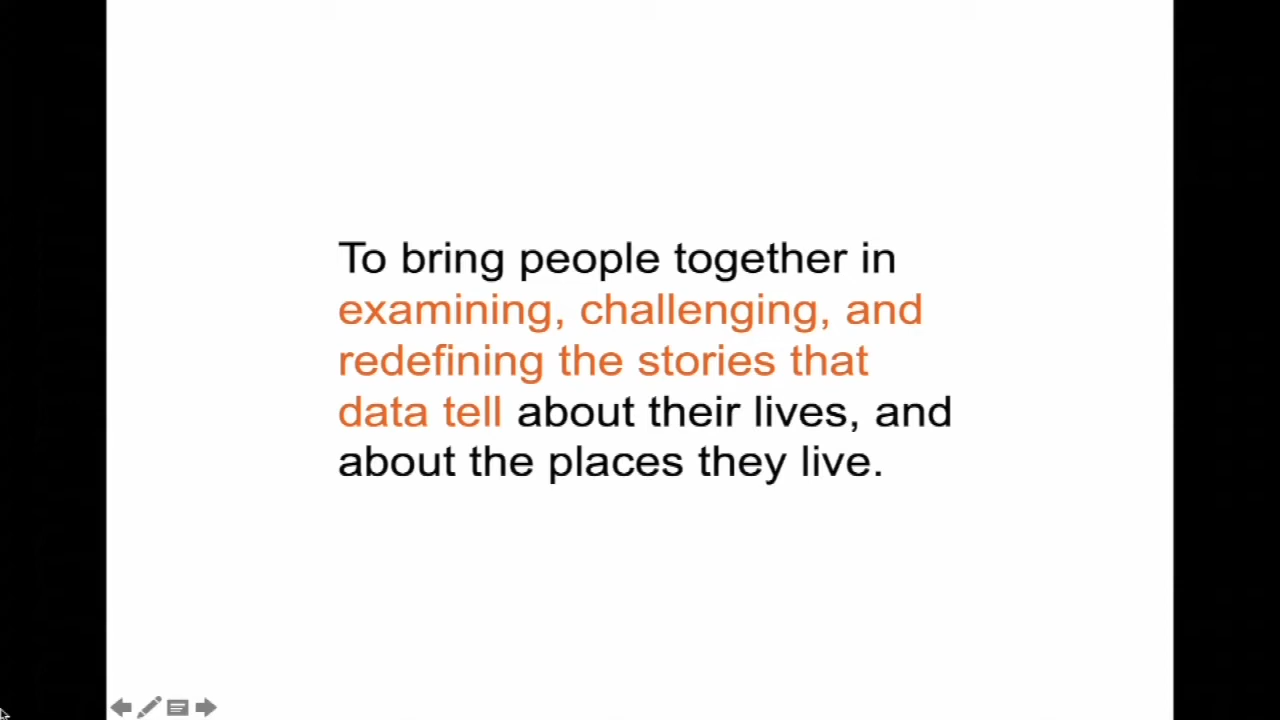 To bring people together in
examining, challenging, and
redefining the stories that
data tell about their lives, and
about the places they live.